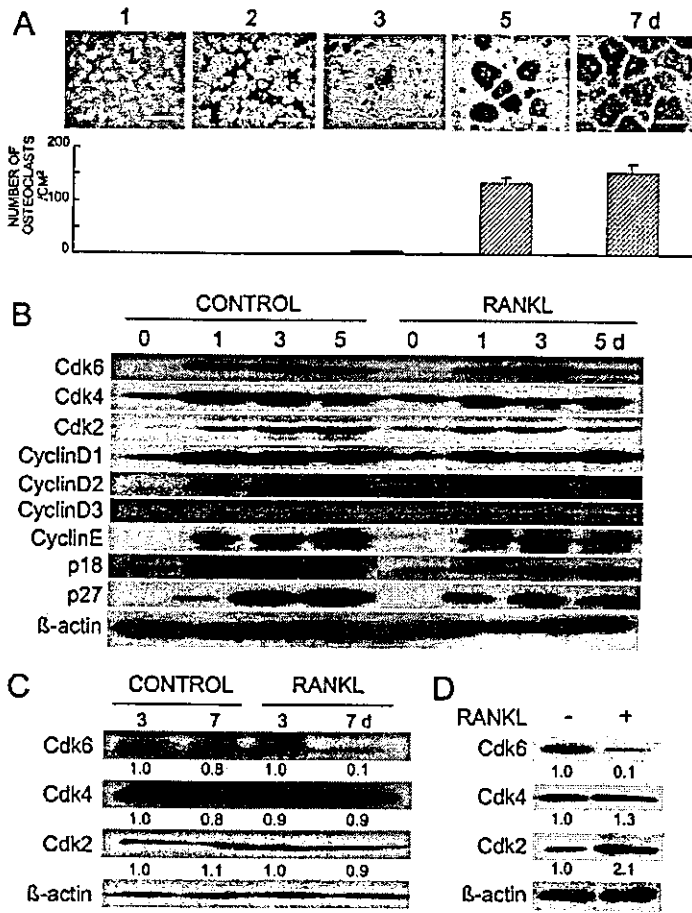 A
1 2 3 5 7 d
NUMBER OF
OSTEOCLASTS
/CM²
200
100
0
B
CONTROL RANKL
0 1 3 5 0 1 3 5 d
Cdk6
Cdk4
Cdk2
CyclinD1
CyclinD2
CyclinD3
CyclinE
p18
p27
ß-actin
C
CONTROL RANKL
3 7 3 7 d
Cdk6
1.0 0.8 1.0 0.1
Cdk4
1.0 0.8 0.9 0.9
Cdk2
1.0 1.1 1.0 0.9
ß-actin
D
RANKL - +
Cdk6
1.0 0.1
Cdk4
1.0 1.3
Cdk2
1.0 2.1
ß-actin